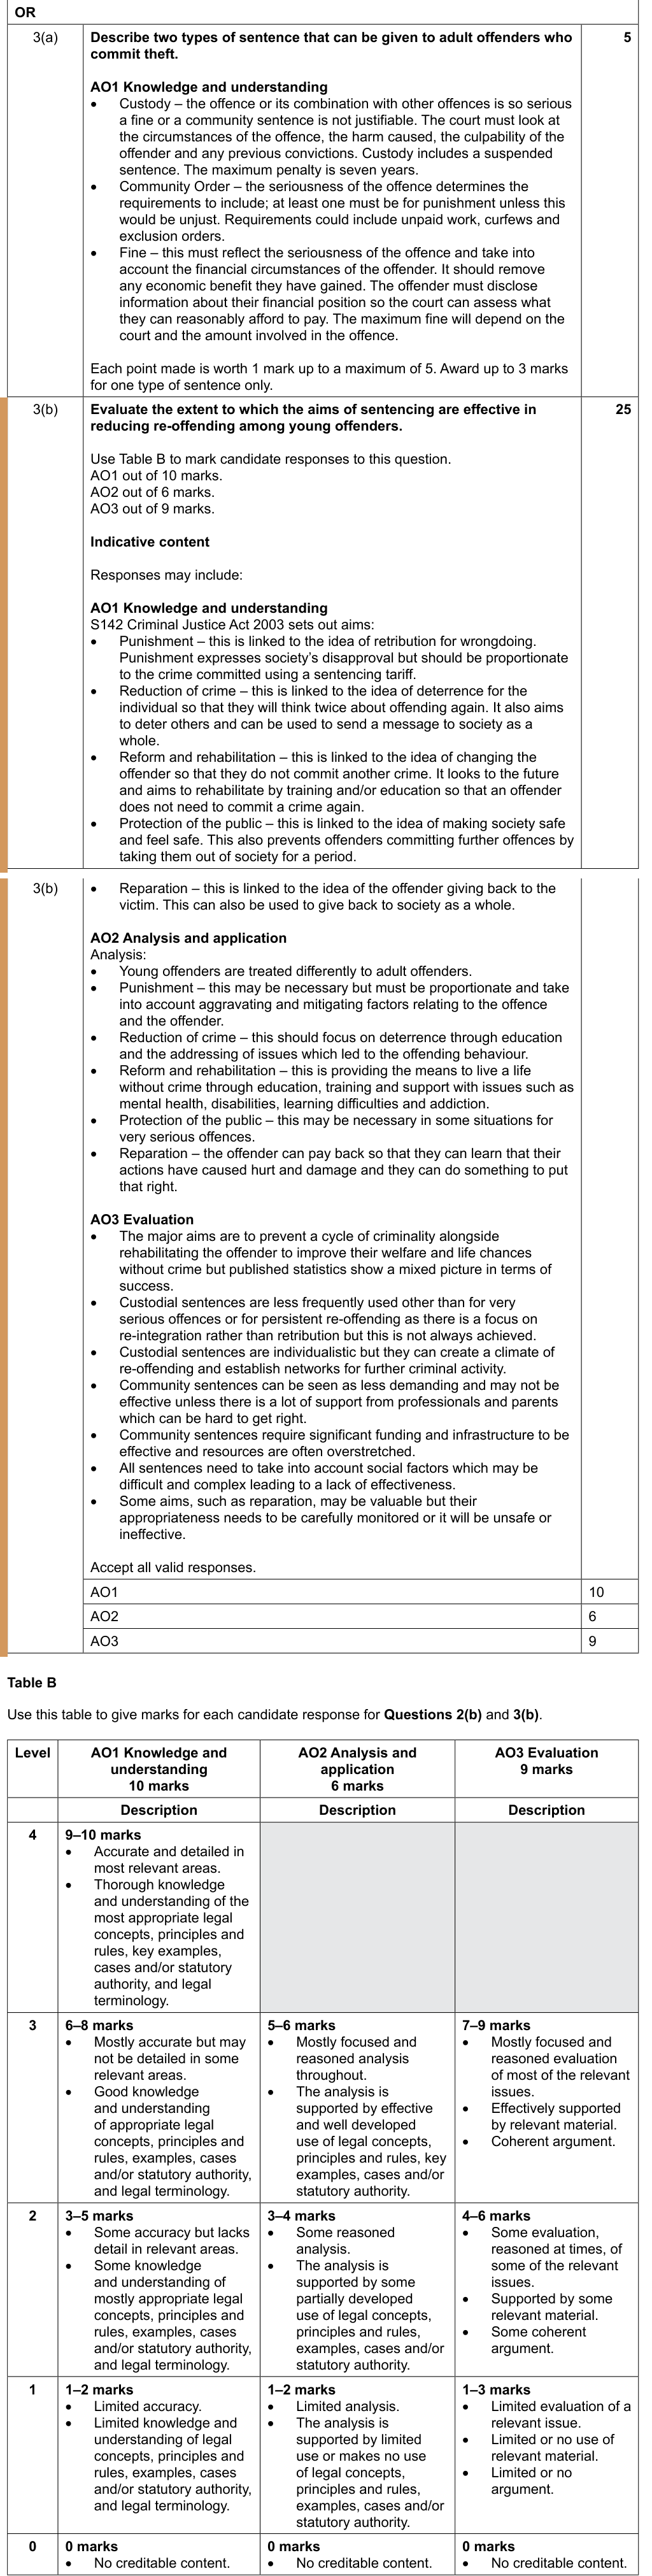 OR
3(a)
Describe two types of sentence that can be given to adult offenders who
commit theft.
5
AO1 Knowledge and understanding
• Custody – the offence or its combination with other offences is so serious
a fine or a community sentence is not justifiable. The court must look at
the circumstances of the offence, the harm caused, the culpability of the
offender and any previous convictions. Custody includes a suspended
sentence. The maximum penalty is seven years.
• Community Order – the seriousness of the offence determines the
requirements to include; at least one must be for punishment unless this
would be unjust. Requirements could include unpaid work, curfews and
exclusion orders.
• Fine – this must reflect the seriousness of the offence and take into
account the financial circumstances of the offender. It should remove
any economic benefit they have gained. The offender must disclose
information about their financial position so the court can assess what
they can reasonably afford to pay. The maximum fine will depend on the
court and the amount involved in the offence.
Each point made is worth 1 mark up to a maximum of 5. Award up to 3 marks
for one type of sentence only.
3(b)
Evaluate the extent to which the aims of sentencing are effective in
reducing re-offending among young offenders.
25
Use Table B to mark candidate responses to this question.
AO1 out of 10 marks.
AO2 out of 6 marks.
AO3 out of 9 marks.
Indicative content
Responses may include:
AO1 Knowledge and understanding
S142 Criminal Justice Act 2003 sets out aims:
• Punishment – this is linked to the idea of retribution for wrongdoing.
Punishment expresses society's disapproval but should be proportionate
to the crime committed using a sentencing tariff.
• Reduction of crime – this is linked to the idea of deterrence for the
individual so that they will think twice about offending again. It also aims
to deter others and can be used to send a message to society as a
whole.
• Reform and rehabilitation – this is linked to the idea of changing the
offender so that they do not commit another crime. It looks to the future
and aims to rehabilitate by training and/or education so that an offender
does not need to commit a crime again.
• Protection of the public – this is linked to the idea of making society safe
and feel safe. This also prevents offenders committing further offences by
taking them out of society for a period.
3(b)
• Reparation – this is linked to the idea of the offender giving back to the
victim. This can also be used to give back to society as a whole.
AO2 Analysis and application
Analysis:
• Young offenders are treated differently to adult offenders.
• Punishment – this may be necessary but must be proportionate and take
into account aggravating and mitigating factors relating to the offence
and the offender.
• Reduction of crime – this should focus on deterrence through education
and the addressing of issues which led to the offending behaviour.
• Reform and rehabilitation – this is providing the means to live a life
without crime through education, training and support with issues such as
mental health, disabilities, learning difficulties and addiction.
• Protection of the public – this may be necessary in some situations for
very serious offences.
• Reparation – the offender can pay back so that they can learn that their
actions have caused hurt and damage and they can do something to put
that right.
AO3 Evaluation
• The major aims are to prevent a cycle of criminality alongside
rehabilitating the offender to improve their welfare and life chances
without crime but published statistics show a mixed picture in terms of
success.
• Custodial sentences are less frequently used other than for very
serious offences or for persistent re-offending as there is a focus on
re-integration rather than retribution but this is not always achieved.
• Custodial sentences are individualistic but they can create a climate of
re-offending and establish networks for further criminal activity.
• Community sentences can be seen as less demanding and may not be
effective unless there is a lot of support from professionals and parents
which can be hard to get right.
• Community sentences require significant funding and infrastructure to be
effective and resources are often overstretched.
• All sentences need to take into account social factors which may be
difficult and complex leading to a lack of effectiveness.
• Some aims, such as reparation, may be valuable but their
appropriateness needs to be carefully monitored or it will be unsafe or
ineffective.
Accept all valid responses.
AO1 10
AO2 6
AO3 9
Table B
Use this table to give marks for each candidate response for Questions 2(b) and 3(b).
Level
AO1 Knowledge and
understanding
10 marks
AO2 Analysis and
application
6 marks
AO3 Evaluation
9 marks
Description
Description
Description
4
9–10 marks
• Accurate and detailed in
most relevant areas.
• Thorough knowledge
and understanding of the
most appropriate legal
concepts, principles and
rules, key examples,
cases and/or statutory
authority, and legal
terminology.
3
6–8 marks
• Mostly accurate but may
not be detailed in some
relevant areas.
• Good knowledge
and understanding
of appropriate legal
concepts, principles and
rules, examples, cases
and/or statutory authority,
and legal terminology.
5–6 marks
• Mostly focused and
reasoned analysis
throughout.
• The analysis is
supported by effective
and well developed
use of legal concepts,
principles and rules, key
examples, cases and/or
statutory authority.
7–9 marks
• Mostly focused and
reasoned evaluation
of most of the relevant
issues.
• Effectively supported
by relevant material.
• Coherent argument.
2
3–5 marks
• Some accuracy but lacks
detail in relevant areas.
• Some knowledge
and understanding of
mostly appropriate legal
concepts, principles and
rules, examples, cases
and/or statutory authority,
and legal terminology.
3–4 marks
• Some reasoned
analysis.
• The analysis is
supported by some
partially developed
use of legal concepts,
principles and rules,
examples, cases and/or
statutory authority.
4–6 marks
• Some evaluation,
reasoned at times, of
some of the relevant
issues.
• Supported by some
relevant material.
• Some coherent
argument.
1
1–2 marks
• Limited accuracy.
• Limited knowledge and
understanding of legal
concepts, principles and
rules, examples, cases
and/or statutory authority,
and legal terminology.
1–2 marks
• Limited analysis.
• The analysis is
supported by limited
use or makes no use
of legal concepts,
principles and rules,
examples, cases and/or
statutory authority.
1–3 marks
• Limited evaluation of a
relevant issue.
• Limited or no use of
relevant material.
• Limited or no
argument.
0
0 marks
• No creditable content.
0 marks
• No creditable content.
0 marks
• No creditable content.